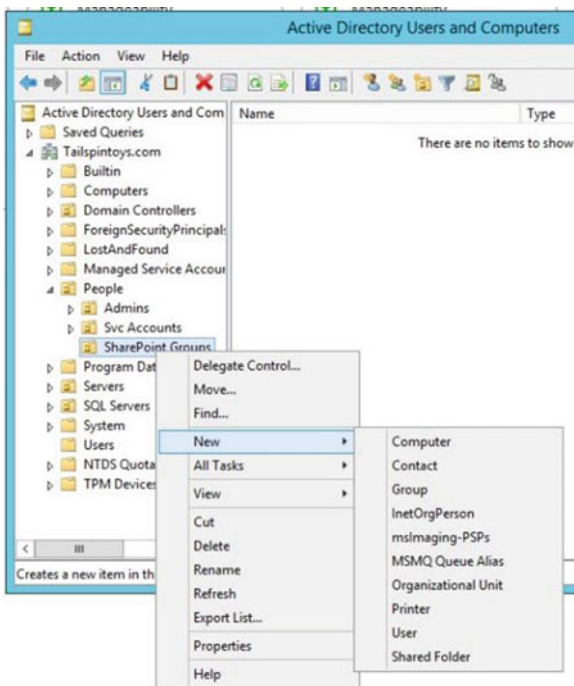 Manageability
Manageability
Active Directory Users and Computers
File Action View Help
Active Directory Users and Com
Name
Type
Saved Queries
There are no items to show
Tailspintoys.com
Builtin
Computers
Domain Controllers
ForeignSecurityPrincipals
LostAndFound
Managed Service Accour
People
Admins
Svc Accounts
SharePoint Groups
Program Dat
Servers
SQL Servers
System
Users
NTDS Quota
TPM Devices
Creates a new item in th
Delegate Control...
Move...
Find...
New
All Tasks
View
Cut
Delete
Rename
Refresh
Export List...
Properties
Help
Computer
Contact
Group
InetOrgPerson
msImaging-PSPs
MSMQ Queue Alias
Organizational Unit
Printer
User
Shared Folder